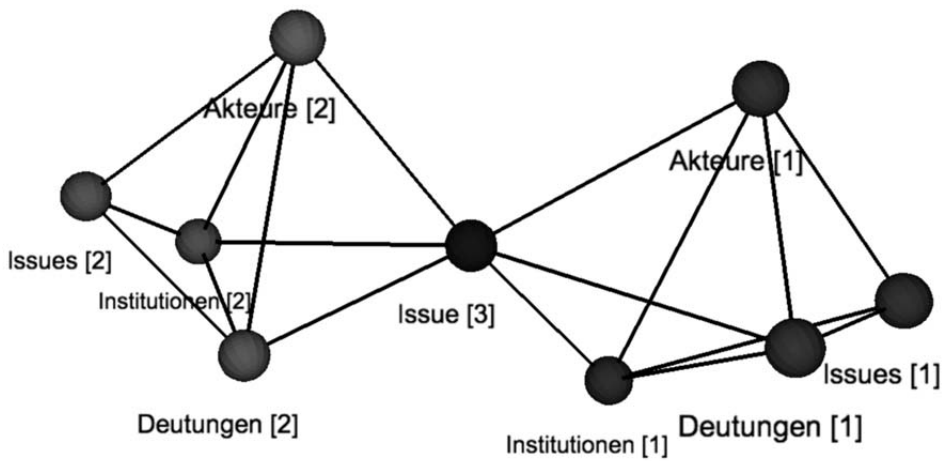 Akteure [2]
Akteure [1]
Issues [2]
Institutionen [2]
Issue [3]
Issues [1]
Deutungen [2]
Deutungen [1]
Institutionen [1]